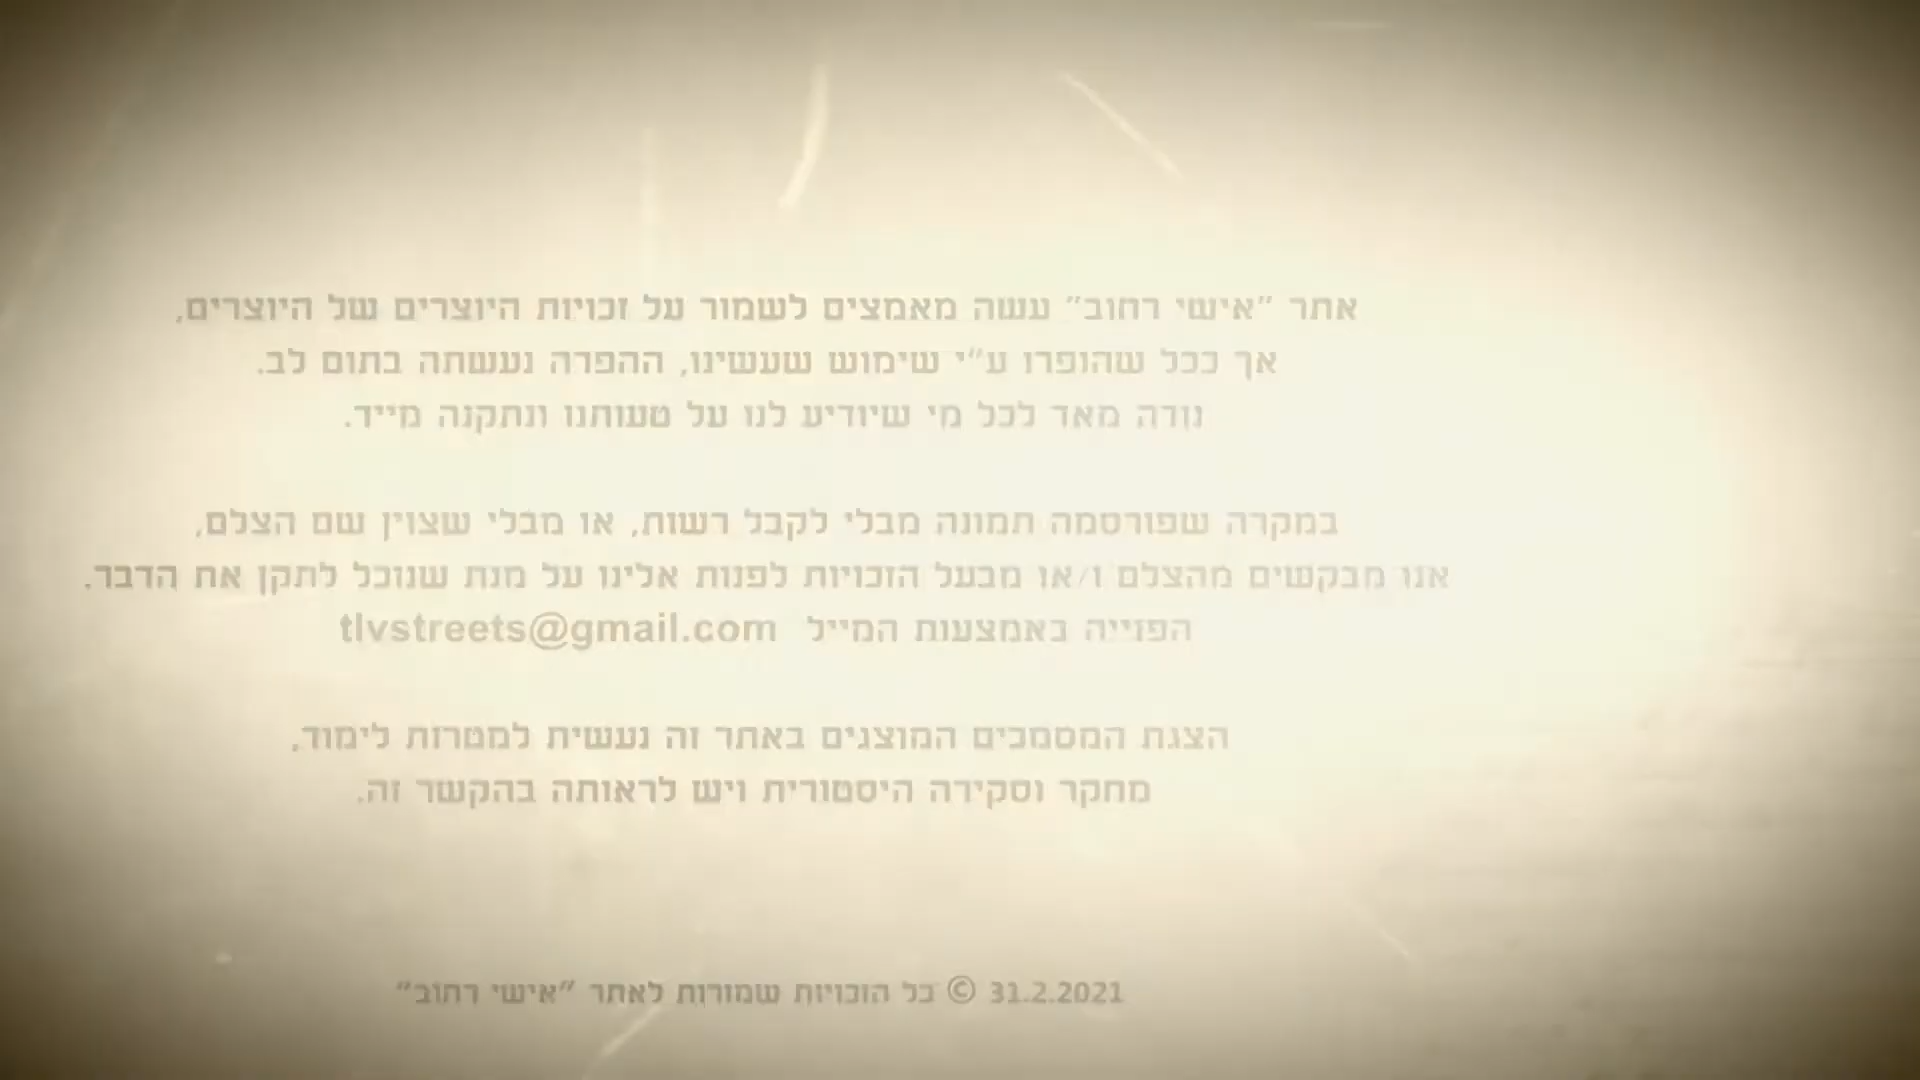 אתר "אישי רחוב" עשה מאמצים לשמור על זכויות היוצרים של היוצרים,
אך ככל שהופרו ע"י שימוש שעשינו, ההפרה נעשתה בתום לב.
נודה מאד לכל מי שיודיע לנו על טעותנו ונתקנה מייד.
במקרה שפורסמה תמונה מבלי לקבל רשות, או מבלי שצוין שם הצלם,
אנו מבקשים מהצלם ו/או מבעל הזכויות לפנות אלינו על מנת שנוכל לתקן את הדבר.
הפנייה באמצעות המייל tlvstreets@gmail.com
הצגת המסמכים המוצגים באתר זה נעשית למטרות לימוד,
מחקר וסקירה היסטורית ויש לראותה בהקשר זה.
31.2.2021 © כל הזכויות שמורות לאתר "אישי רחוב"